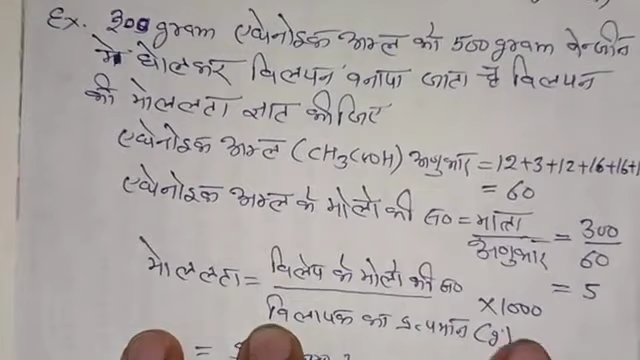 Ex. 300 gram एथेनोइक अम्ल को 500 gram बेन्जीन
मे घोलकर विलयन बनाया जाता है विलयन
की मोललता ज्ञात कीजिए
एथेनोइक अम्ल (CH3COOH) अणुभार = 12+3+12+16+16+1
= 60
एथेनोइक अम्ल के मोलो की सं० = मात्रा / अणुभार = 300/60
= 5
मोललता = विलेय के मोलो की सं० / विलायक का द्रव्यमान (g) × 1000
=